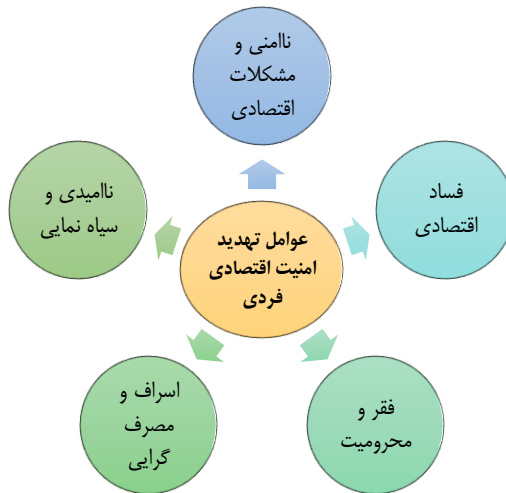 ناامنی و
مشکلات
اقتصادی
فساد
اقتصادی
ناامیدی و
سیاه نمایی
عوامل تهدید
امنیت اقتصادی
فردی
فقر و
محرومیت
اسراف و
مصرف
گرایی